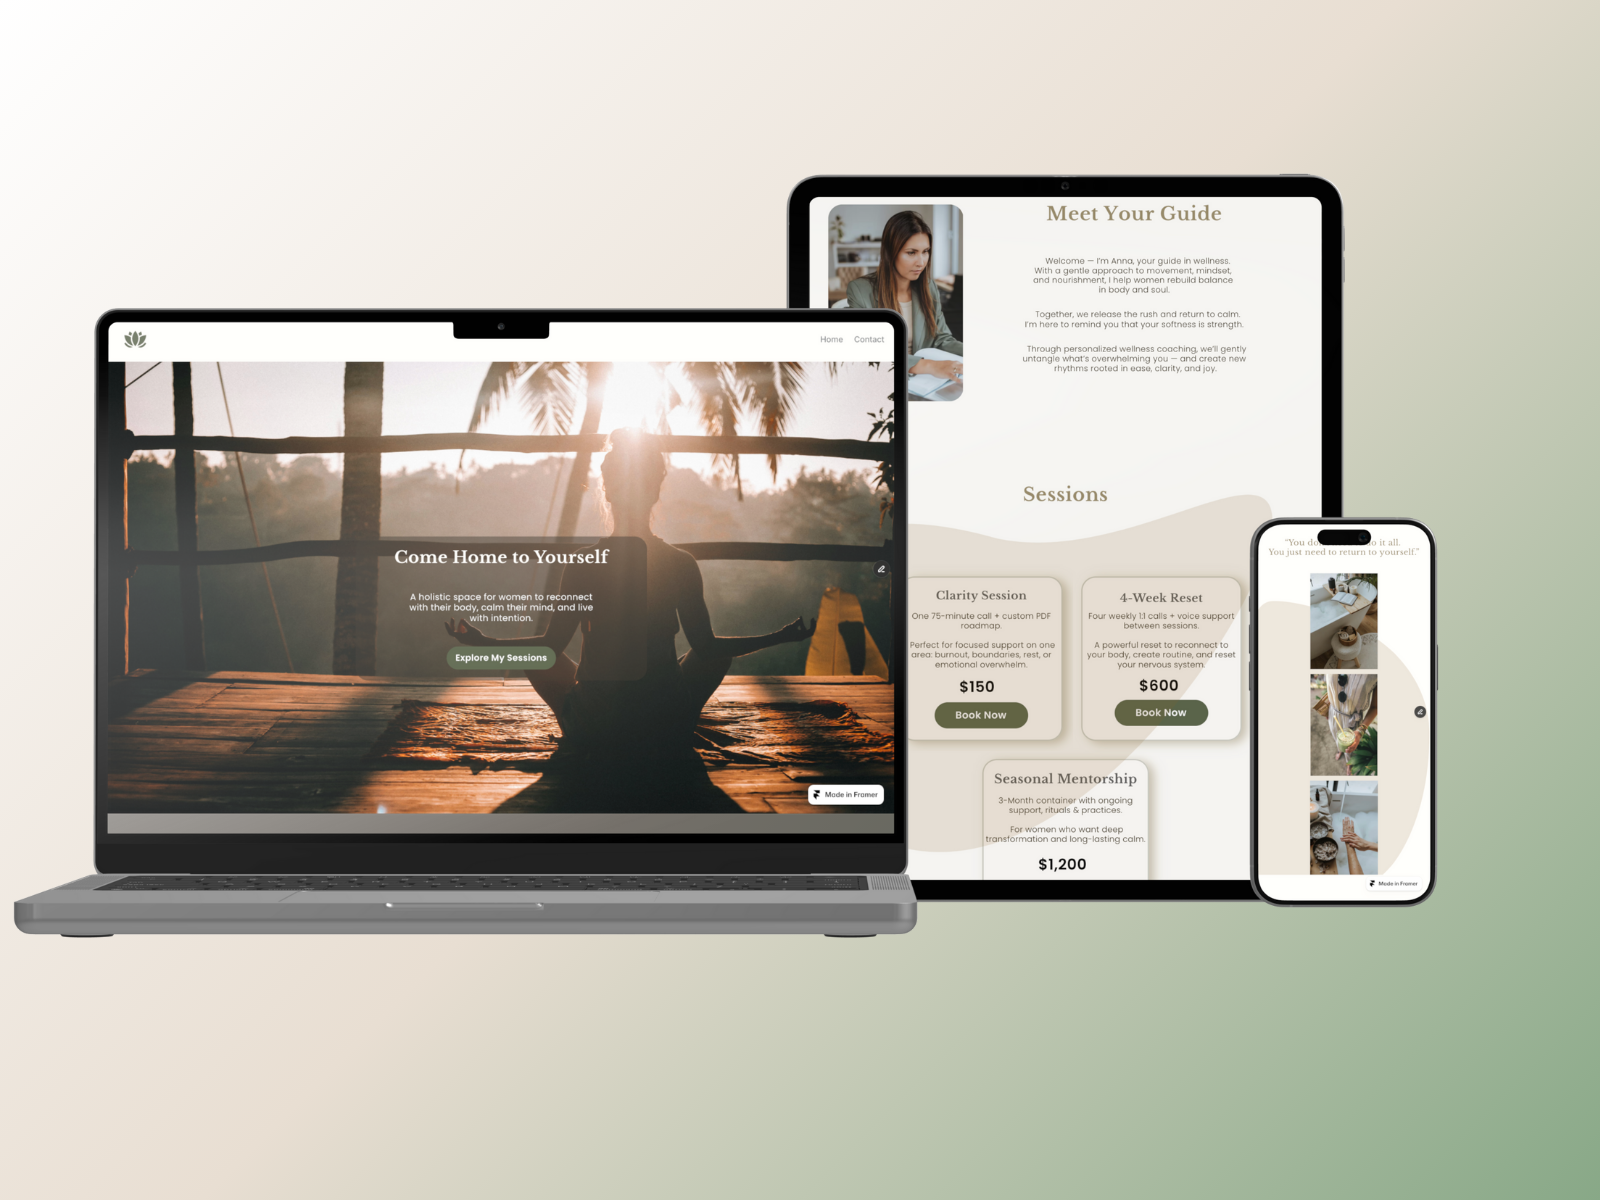 Home Contact
Come Home to Yourself
A holistic space for women to reconnect
with their body, calm their mind, and live
with intention.
Explore My Sessions
Made in Framer
Meet Your Guide
Welcome — I'm Anna, your guide in wellness.
With a gentle approach to movement, mindset,
and nourishment, I help women rebuild balance
in body and soul.
Together, we release the rush and return to calm.
I'm here to remind you that your softness is strength.
Through personalized wellness coaching, we'll gently
untangle what's overwhelming you — and create new
rhythms rooted in ease, clarity, and joy.
Sessions
Clarity Session
One 75-minute call + custom PDF
roadmap.
Perfect for focused support on one
area: burnout, boundaries, rest, or
emotional overwhelm.
$150
Book Now
4-Week Reset
Four weekly 1:1 calls + voice support
between sessions.
A powerful reset to reconnect to
your body, create routine, and reset
your nervous system.
$600
Book Now
Seasonal Mentorship
3-Month container with ongoing
support, rituals & practices.
For women who want deep
transformation and long-lasting calm.
$1,200
"You do it all.
You just need to return to yourself."
Made in Framer